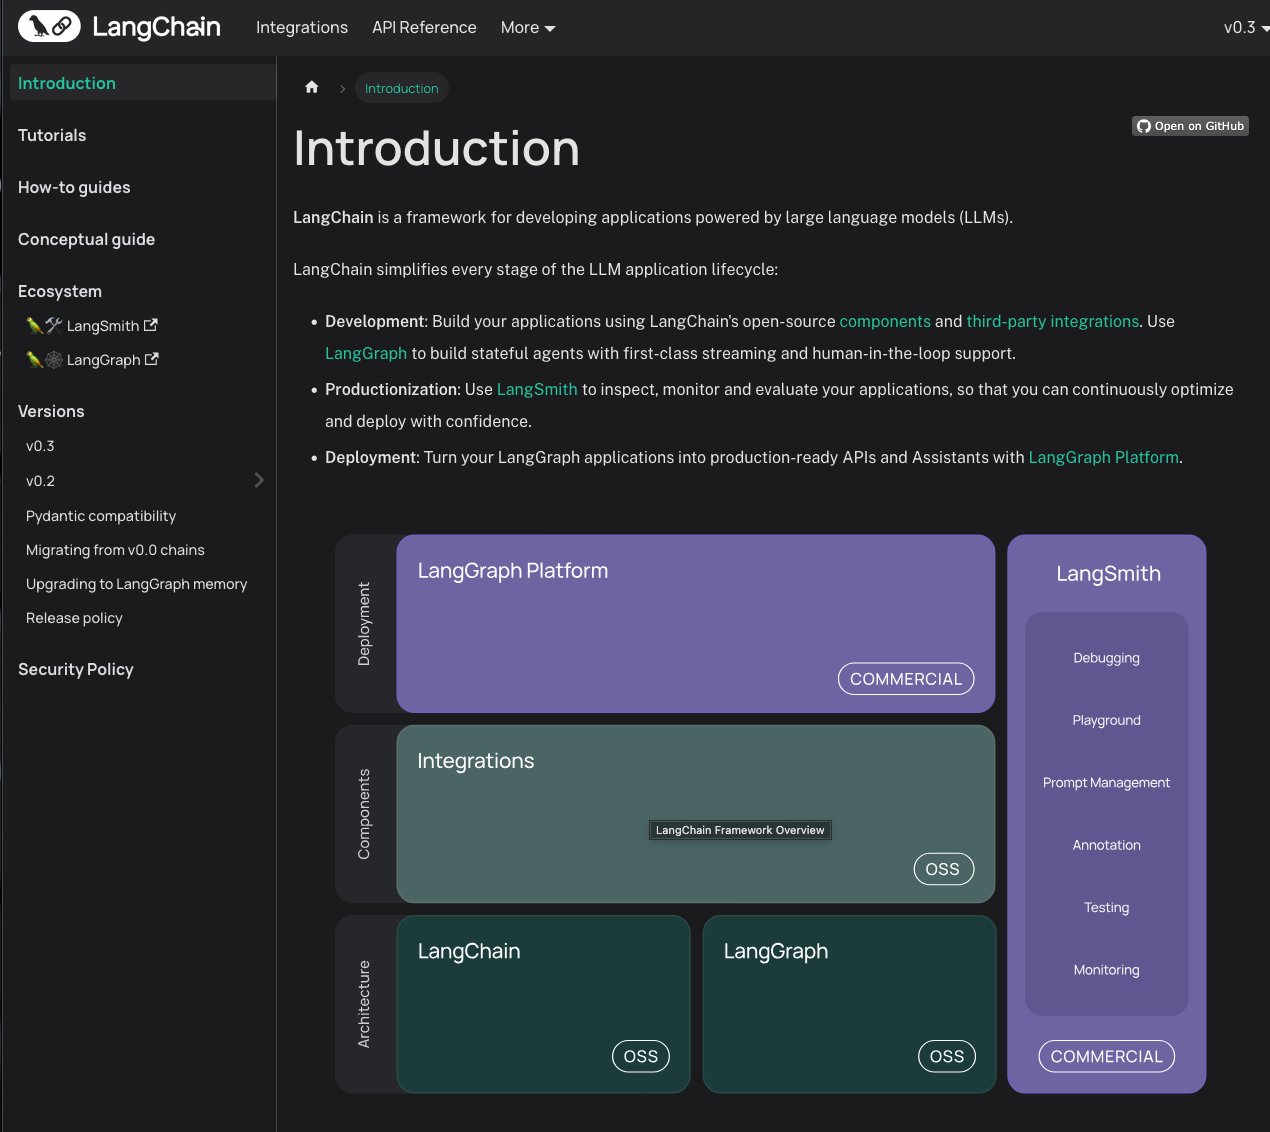 LangChain
Integrations
API Reference
More
v0.3
Introduction
Tutorials
How-to guides
Conceptual guide
Ecosystem
LangSmith
LangGraph
Versions
v0.3
v0.2
Pydantic compatibility
Migrating from v0.0 chains
Upgrading to LangGraph memory
Release policy
Security Policy
Introduction
Open on GitHub
Introduction
LangChain is a framework for developing applications powered by large language models (LLMs).
LangChain simplifies every stage of the LLM application lifecycle:
• Development: Build your applications using LangChain's open-source components and third-party integrations. Use
LangGraph to build stateful agents with first-class streaming and human-in-the-loop support.
• Productionization: Use LangSmith to inspect, monitor and evaluate your applications, so that you can continuously optimize
and deploy with confidence.
• Deployment: Turn your LangGraph applications into production-ready APIs and Assistants with LangGraph Platform.
Deployment
LangGraph Platform
COMMERCIAL
Components
Integrations
LangChain Framework Overview
OSS
Architecture
LangChain
OSS
LangGraph
OSS
LangSmith
Debugging
Playground
Prompt Management
Annotation
Testing
Monitoring
COMMERCIAL